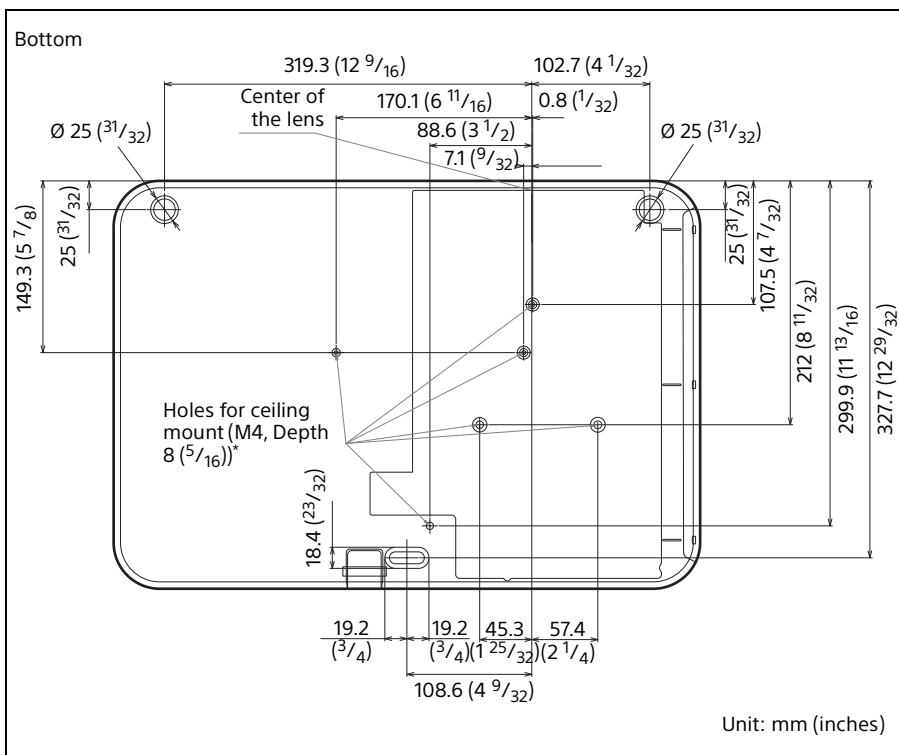 Bottom
319.3 (12 9/16)
102.7 (4 1/32)
Center of
the lens
170.1 (6 11/16)
0.8 (1/32)
Ø 25 (31/32)
88.6 (3 1/2)
Ø 25 (31/32)
7.1 (9/32)
149.3 (5 7/8)
25 (31/32)
25 (31/32)
107.5 (4 7/32)
212 (8 11/32)
299.9 (11 13/16)
327.7 (12 29/32)
Holes for ceiling
mount (M4, Depth
8 (5/16))*
18.4 (23/32)
19.2
(3/4)
19.2
(3/4)
45.3
(1 25/32)
57.4
(2 1/4)
108.6 (4 9/32)
Unit: mm (inches)